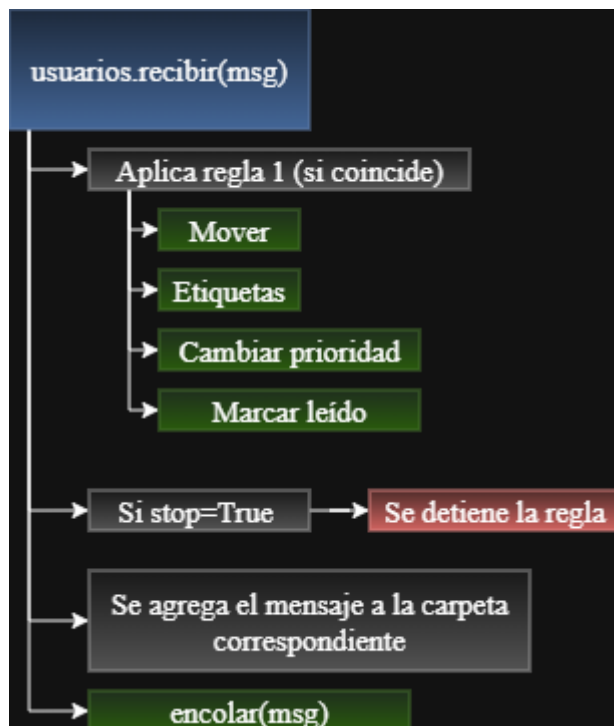 usuarios.recibir(msg)
Aplica regla 1 (si coincide)
Mover
Etiquetas
Cambiar prioridad
Marcar leído
Si stop=True
Se detiene la regla
Se agrega el mensaje a la carpeta
correspondiente
encolar(msg)